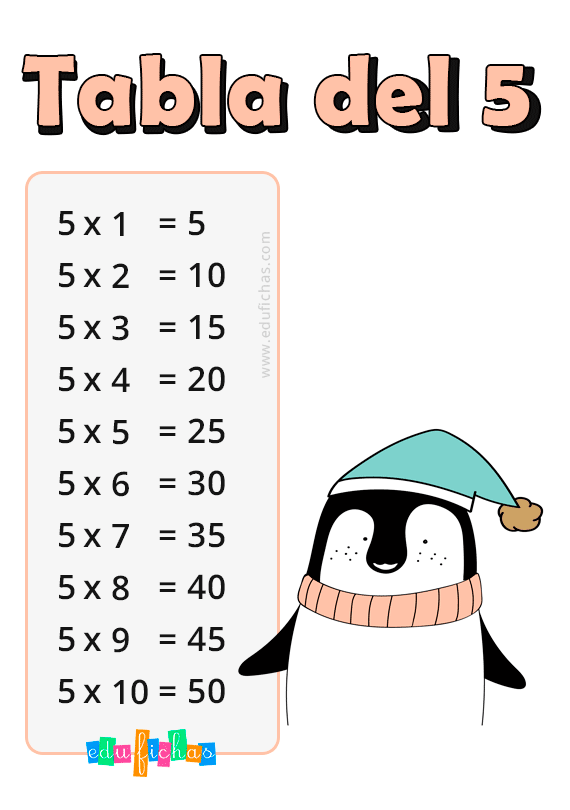 Tabla del 5
5 x 1 = 5
5 x 2 = 10
5 x 3 = 15
5 x 4 = 20
5 x 5 = 25
5 x 6 = 30
5 x 7 = 35
5 x 8 = 40
5 x 9 = 45
5 x 10 = 50
www.edufichas.com
edufichas